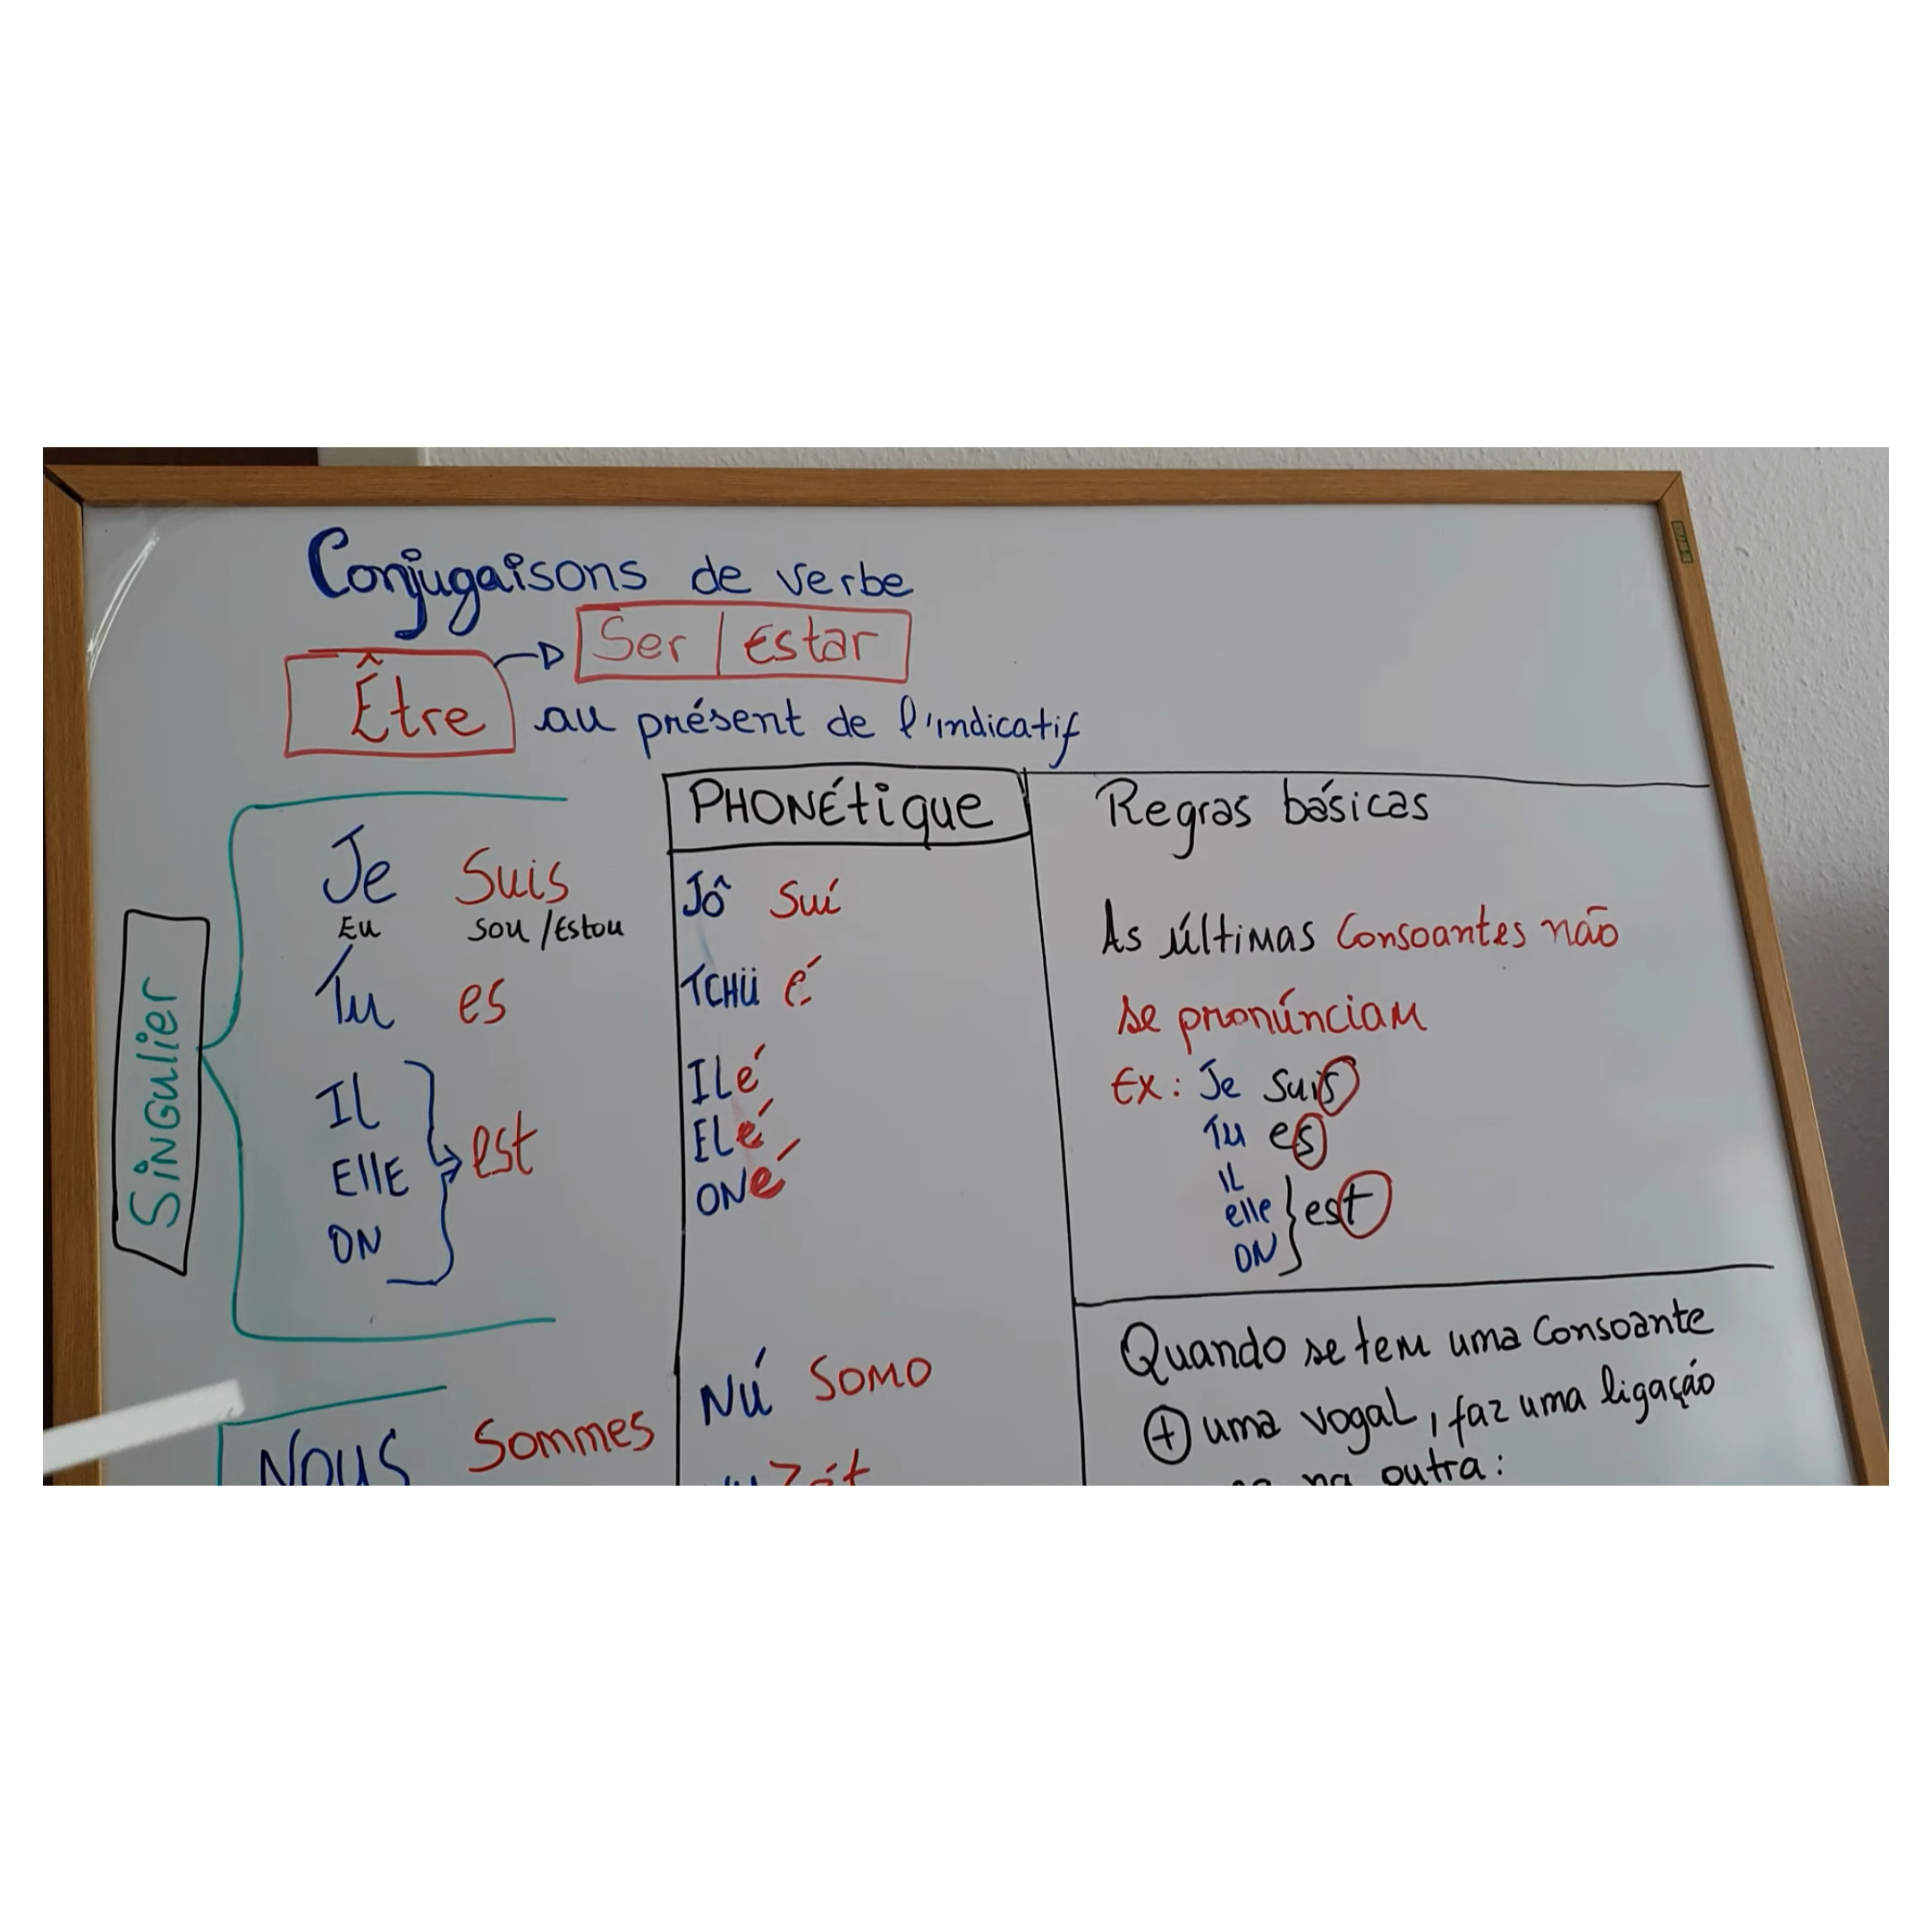 Conjugaisons de verbe
Être
Ser | Estar
au présent de l'indicatif
Singulier
Je Suis
Eu Sou / Estou
Tu es
Il
Elle
ON
est
Nous Sommes
PHONÉtique
Jô Suí
TCHÜ É
ILÉ
ELÉ
ONÉ
NÚ SOMO
Regras básicas
As últimas Consoantes não
se pronúnciam
Ex: Je suis
Tu es
IL
elle
ON
est
Quando se tem uma Consoante
+ uma vogal, faz uma ligação
na outra: